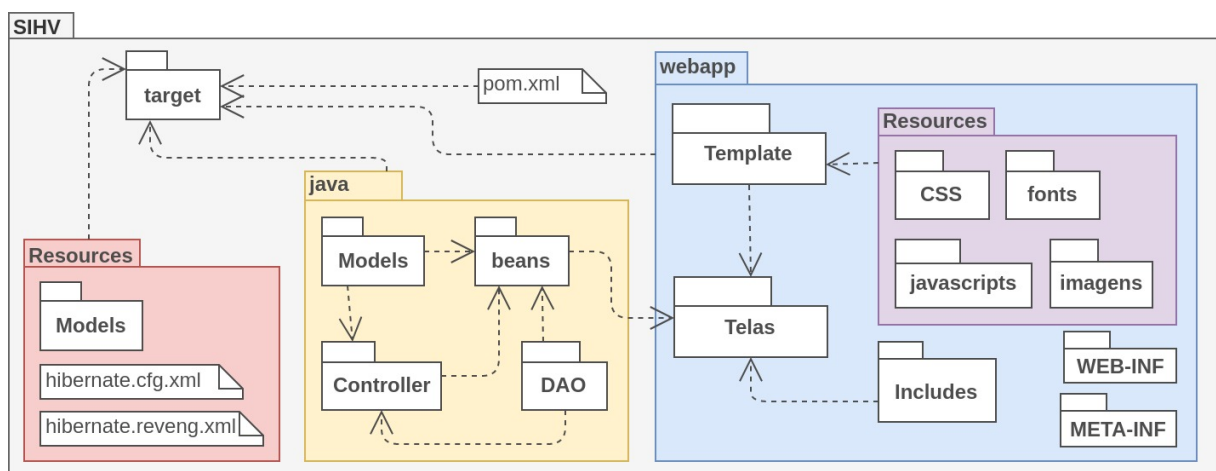 SIHV
target
pom.xml
webapp
Template
Resources
CSS
fonts
javascripts
imagens
Telas
Includes
WEB-INF
META-INF
java
Models
beans
Controller
DAO
Resources
Models
hibernate.cfg.xml
hibernate.reveng.xml